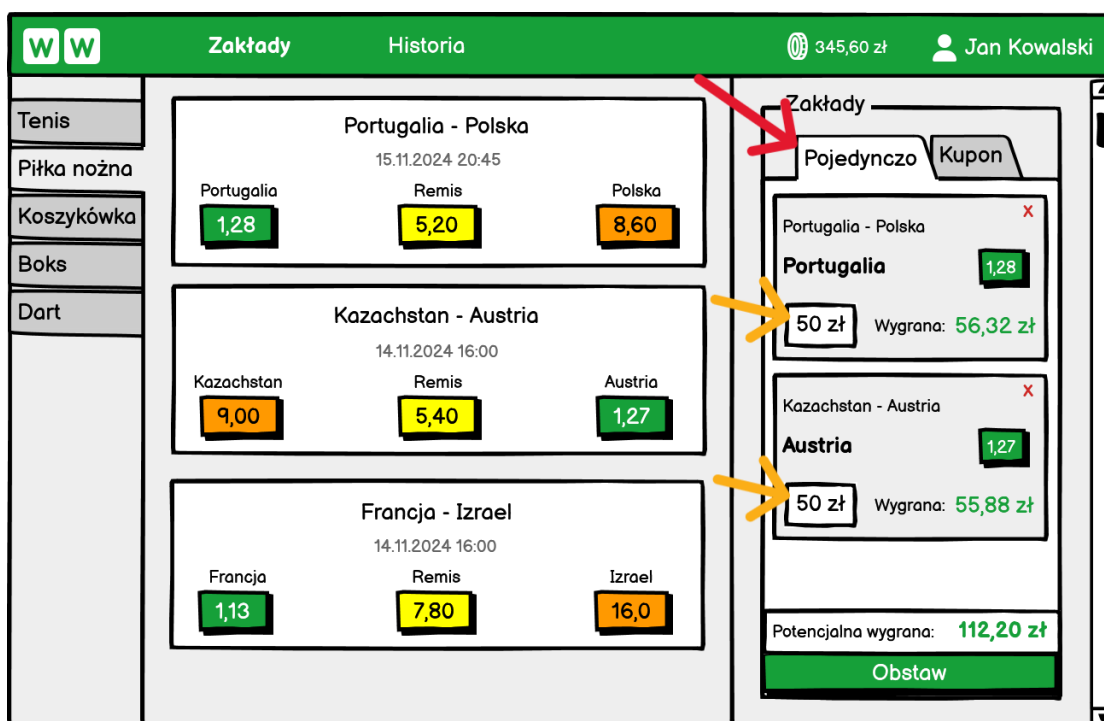 W W
Zakłady
Historia
345,60 zł
Jan Kowalski
Tenis
Piłka nożna
Koszykówka
Boks
Dart
Portugalia - Polska
15.11.2024 20:45
Portugalia Remis Polska
1,28 5,20 8,60
Kazachstan - Austria
14.11.2024 16:00
Kazachstan Remis Austria
9,00 5,40 1,27
Francja - Izrael
14.11.2024 16:00
Francja Remis Izrael
1,13 7,80 16,0
Zakłady
Pojedynczo Kupon
x
Portugalia - Polska
Portugalia 1,28
50 zł Wygrana: 56,32 zł
x
Kazachstan - Austria
Austria 1,27
50 zł Wygrana: 55,88 zł
Potencjalna wygrana: 112,20 zł
Obstaw